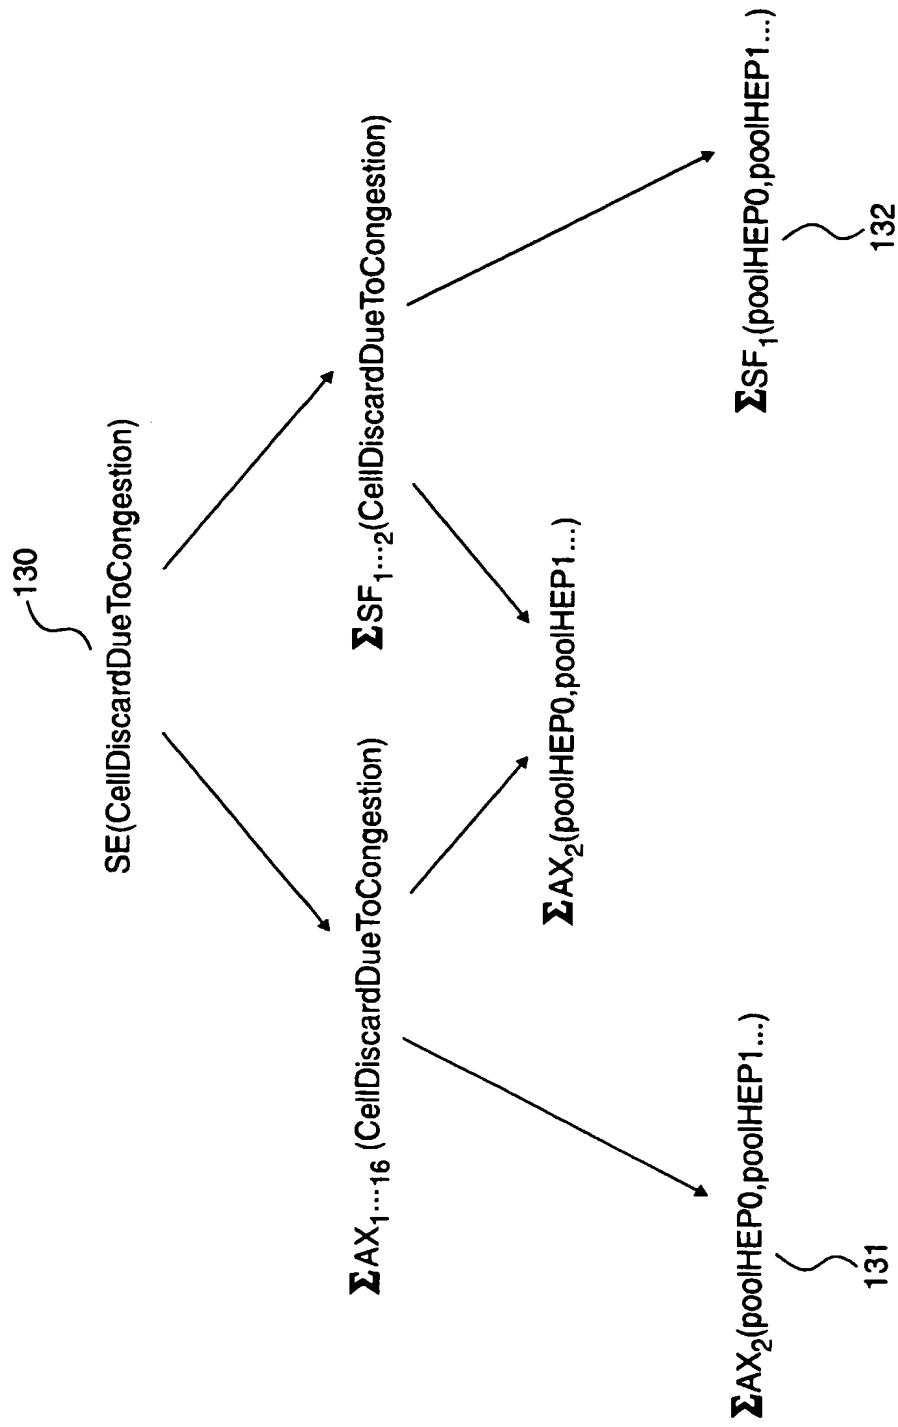 130
SE(CellDiscardDueToCongestion)
ΣAX₁...₁₆ (CellDiscardDueToCongestion)
ΣSF₁...₂(CellDiscardDueToCongestion)
ΣAX₂(poolHEP0,poolHEP1...)
ΣAX₂(poolHEP0,poolHEP1...)
131
ΣSF₁(poolHEP0,poolHEP1...)
132